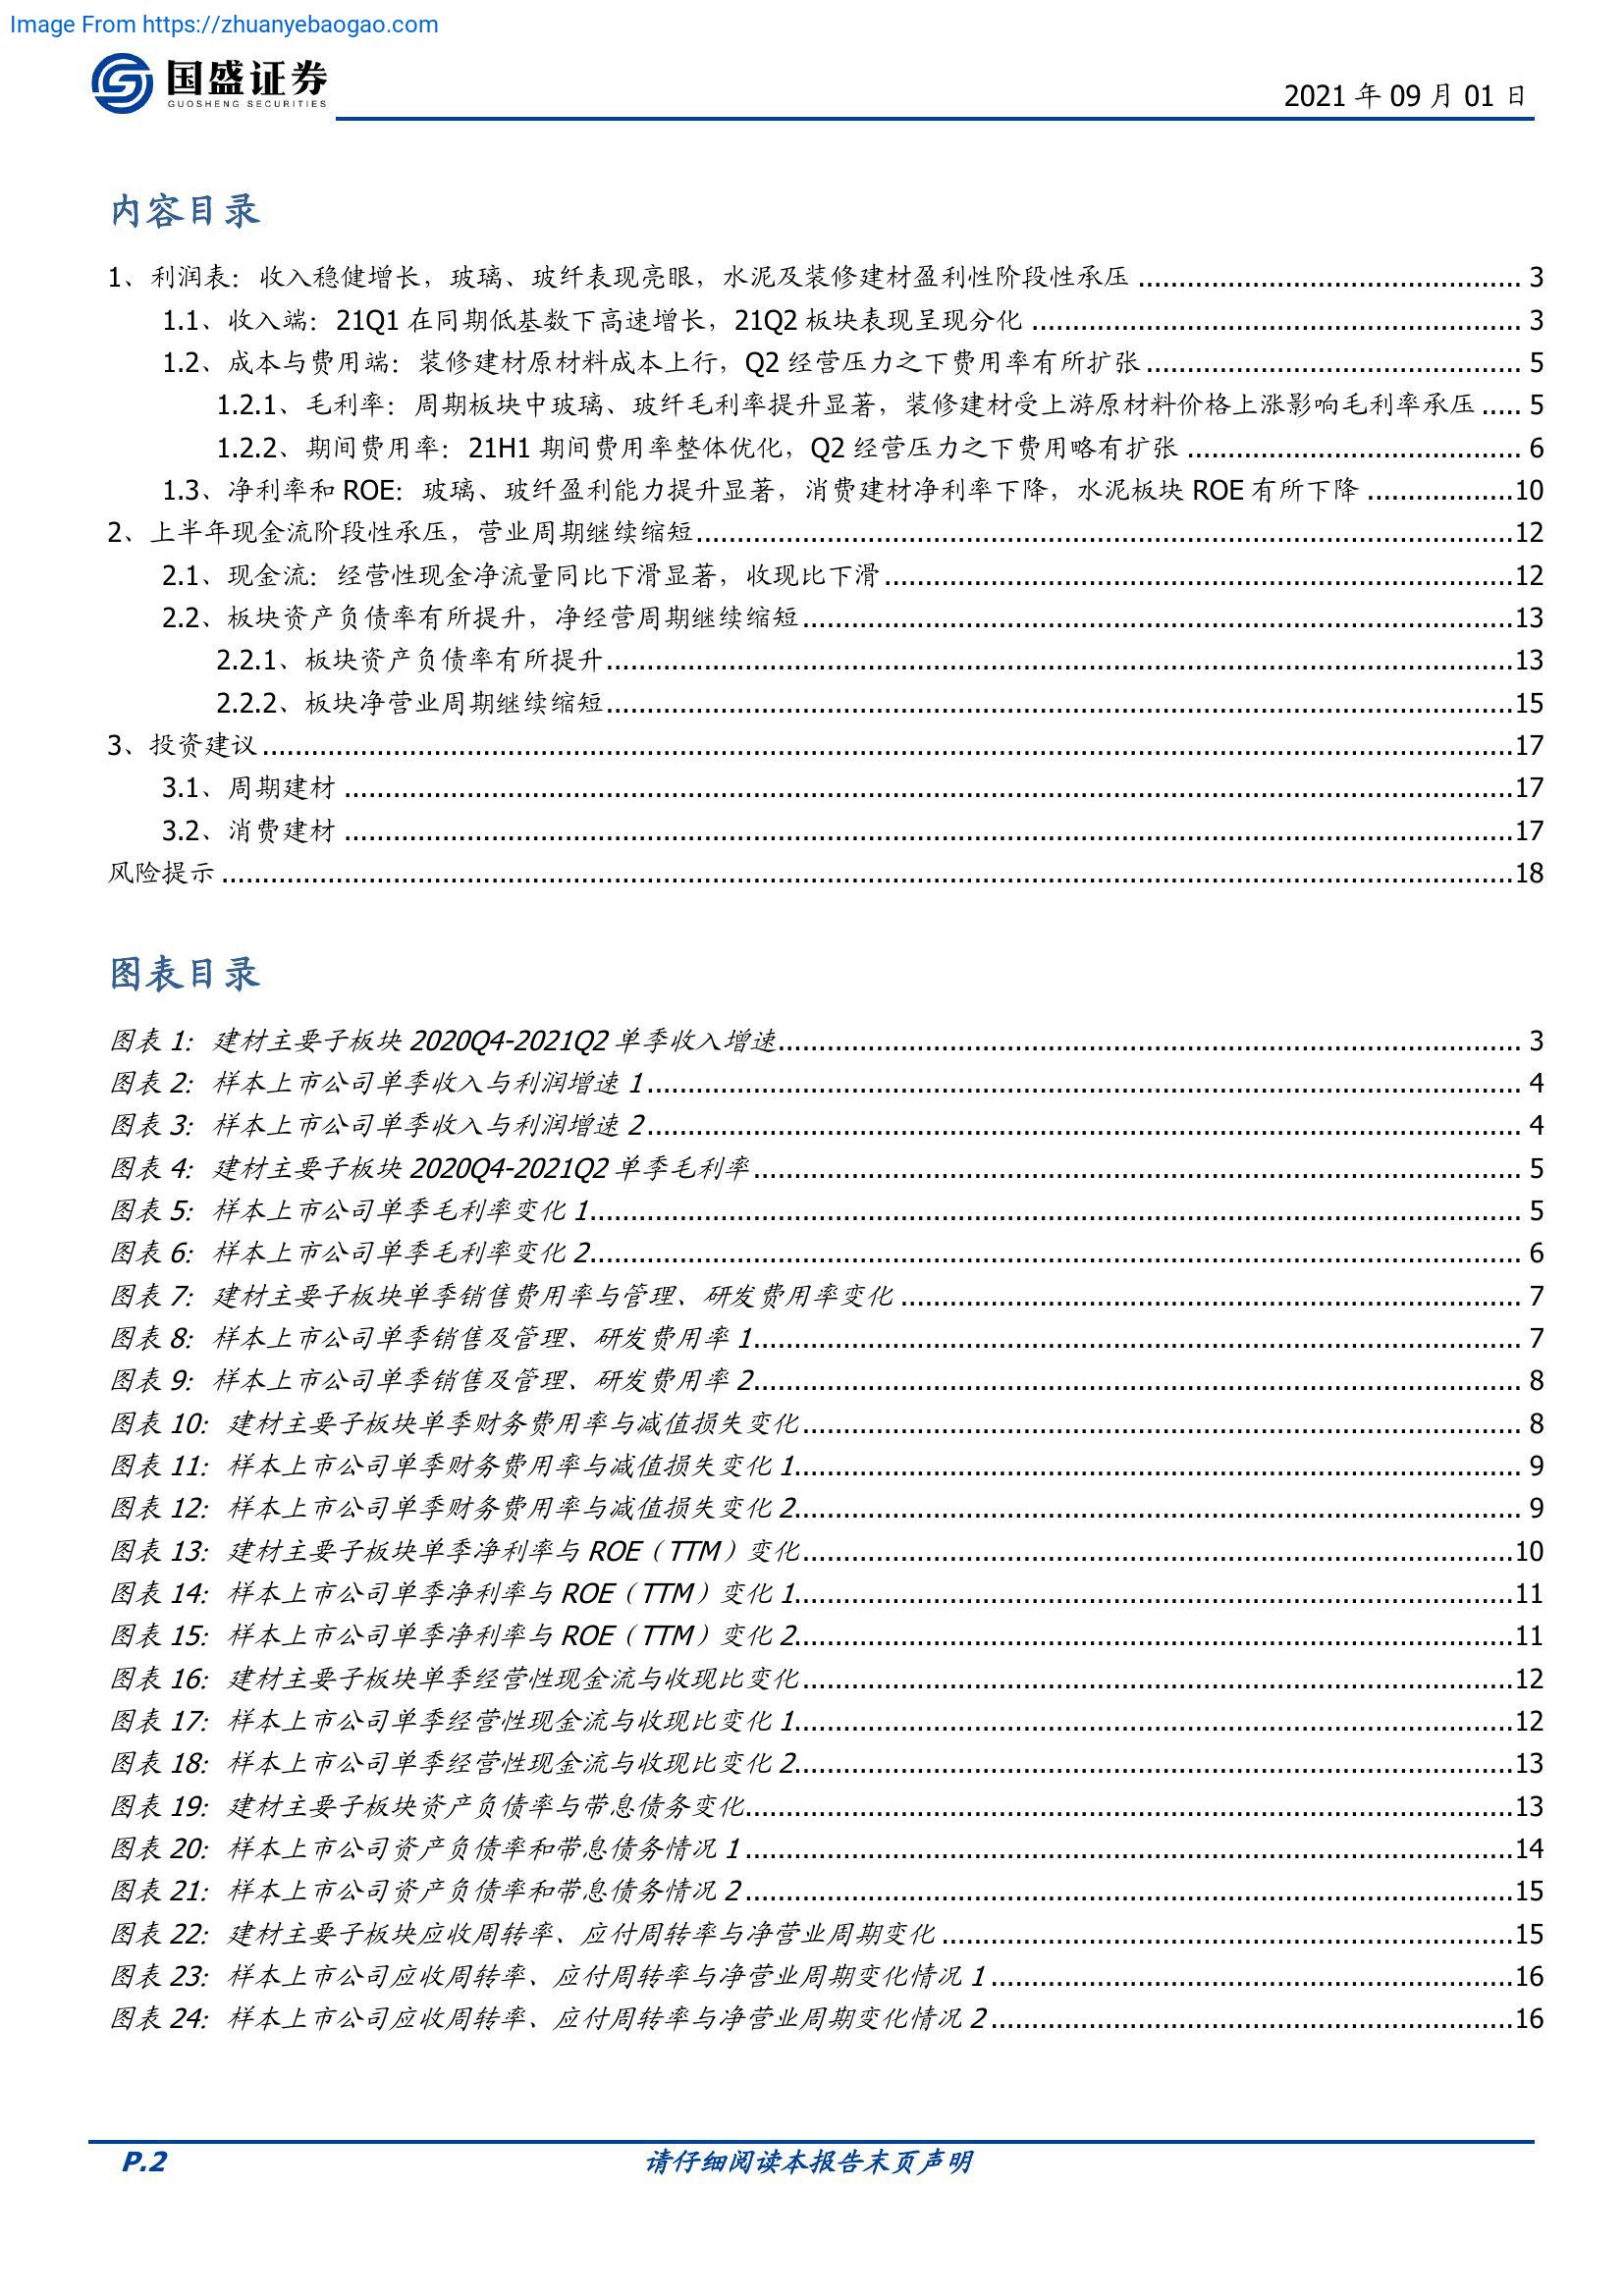 Image From https://zhuanyebaogao.com
国盛证券
GUOSHENG SECURITIES
2021 年 09 月 01 日
内容目录
1、利润表：收入稳健增长，玻璃、玻纤表现亮眼，水泥及装修建材盈利性阶段性承压 ........ 3
1.1、收入端：21Q1 在同期低基数下高速增长，21Q2 板块表现呈现分化 ........ 3
1.2、成本与费用端：装修建材原材料成本上行，Q2 经营压力之下费用率有所扩张 ........ 5
1.2.1、毛利率：周期板块中玻璃、玻纤毛利率提升显著，装修建材受上游原材料价格上涨影响毛利率承压 ..... 5
1.2.2、期间费用率：21H1 期间费用率整体优化，Q2 经营压力之下费用略有扩张 ........ 6
1.3、净利率和 ROE：玻璃、玻纤盈利能力提升显著，消费建材净利率下降，水泥板块 ROE 有所下降 ........ 10
2、上半年现金流阶段性承压，营业周期继续缩短 ........ 12
2.1、现金流：经营性现金净流量同比下滑显著，收现比下滑 ........ 12
2.2、板块资产负债率有所提升，净经营周期继续缩短 ........ 13
2.2.1、板块资产负债率有所提升 ........ 13
2.2.2、板块净营业周期继续缩短 ........ 15
3、投资建议 ........ 17
3.1、周期建材 ........ 17
3.2、消费建材 ........ 17
风险提示 ........ 18
图表目录
图表 1：建材主要子板块 2020Q4-2021Q2 单季收入增速 ........ 3
图表 2：样本上市公司单季收入与利润增速 1 ........ 4
图表 3：样本上市公司单季收入与利润增速 2 ........ 4
图表 4：建材主要子板块 2020Q4-2021Q2 单季毛利率 ........ 5
图表 5：样本上市公司单季毛利率变化 1 ........ 5
图表 6：样本上市公司单季毛利率变化 2 ........ 6
图表 7：建材主要子板块单季销售费用率与管理、研发费用率变化 ........ 7
图表 8：样本上市公司单季销售及管理、研发费用率 1 ........ 7
图表 9：样本上市公司单季销售及管理、研发费用率 2 ........ 8
图表 10：建材主要子板块单季财务费用率与减值损失变化 ........ 8
图表 11：样本上市公司单季财务费用率与减值损失变化 1 ........ 9
图表 12：样本上市公司单季财务费用率与减值损失变化 2 ........ 9
图表 13：建材主要子板块单季净利率与 ROE（TTM）变化 ........ 10
图表 14：样本上市公司单季净利率与 ROE（TTM）变化 1 ........ 11
图表 15：样本上市公司单季净利率与 ROE（TTM）变化 2 ........ 11
图表 16：建材主要子板块单季经营性现金流与收现比变化 ........ 12
图表 17：样本上市公司单季经营性现金流与收现比变化 1 ........ 12
图表 18：样本上市公司单季经营性现金流与收现比变化 2 ........ 13
图表 19：建材主要子板块资产负债率与带息债务变化 ........ 13
图表 20：样本上市公司资产负债率和带息债务情况 1 ........ 14
图表 21：样本上市公司资产负债率和带息债务情况 2 ........ 15
图表 22：建材主要子板块应收周转率、应付周转率与净营业周期变化 ........ 15
图表 23：样本上市公司应收周转率、应付周转率与净营业周期变化情况 1 ........ 16
图表 24：样本上市公司应收周转率、应付周转率与净营业周期变化情况 2 ........ 16
P.2
请仔细阅读本报告末页声明